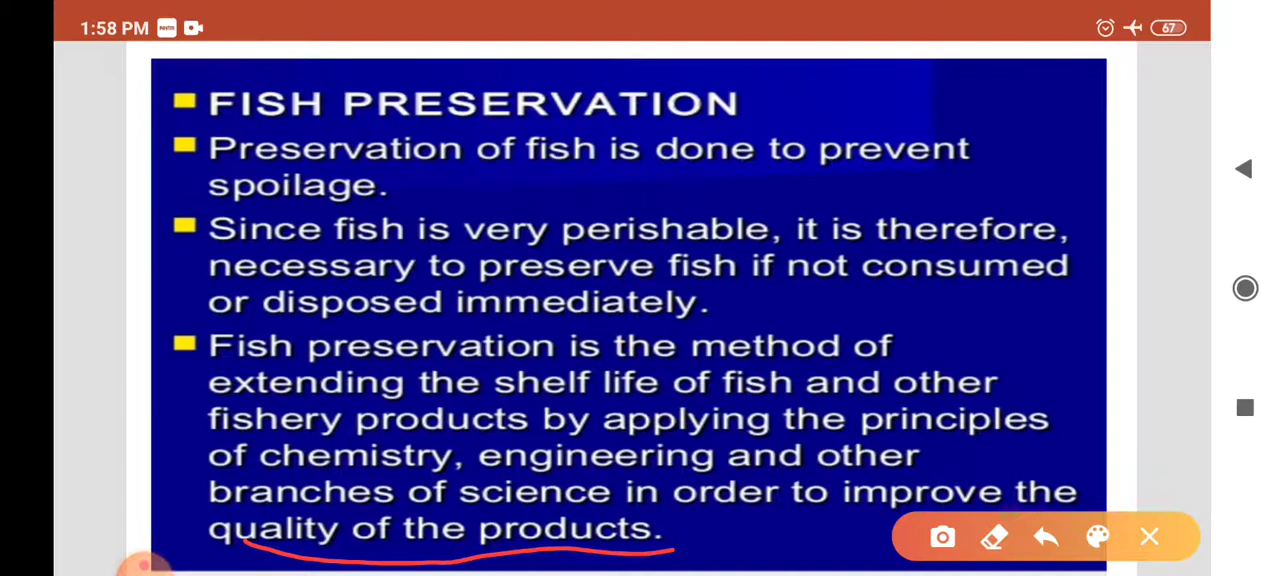 1:58 PM
67
FISH PRESERVATION
Preservation of fish is done to prevent
spoilage.
Since fish is very perishable, it is therefore,
necessary to preserve fish if not consumed
or disposed immediately.
Fish preservation is the method of
extending the shelf life of fish and other
fishery products by applying the principles
of chemistry, engineering and other
branches of science in order to improve the
quality of the products.